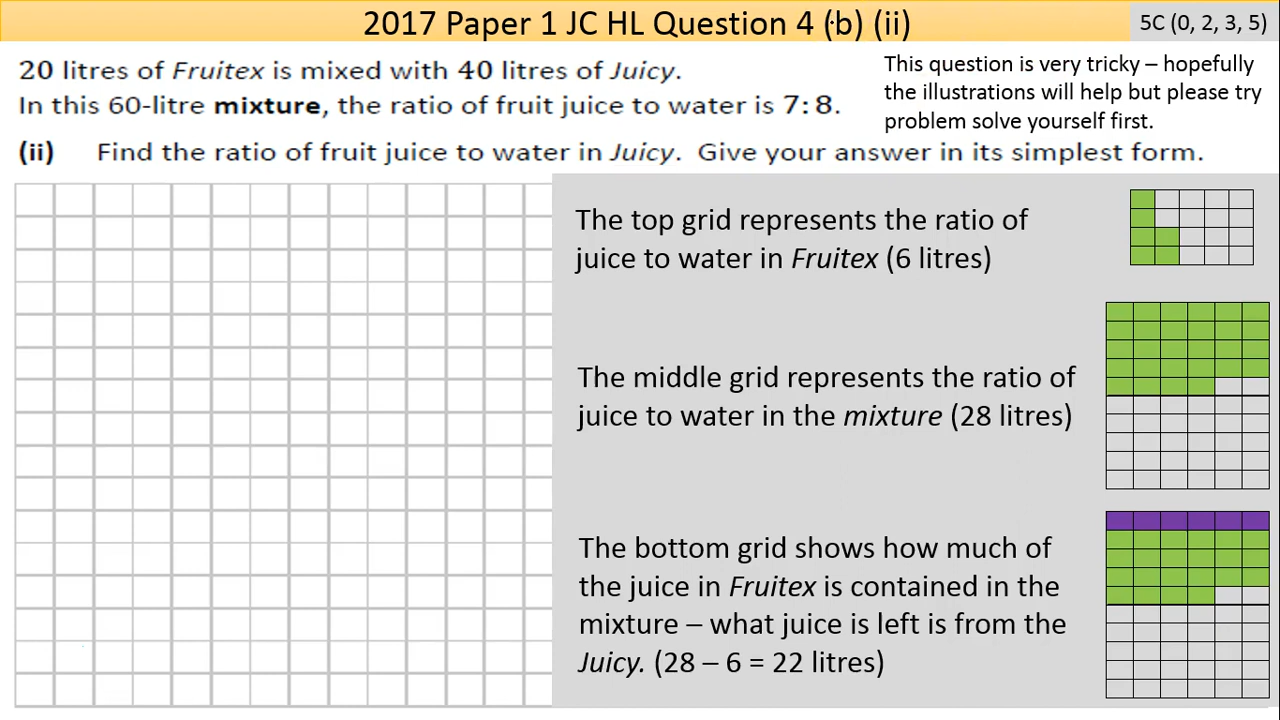 2017 Paper 1 JC HL Question 4 (b) (ii)
5C (0, 2, 3, 5)
20 litres of Fruitex is mixed with 40 litres of Juicy.
In this 60-litre mixture, the ratio of fruit juice to water is 7:8.
This question is very tricky – hopefully
the illustrations will help but please try
problem solve yourself first.
(ii) Find the ratio of fruit juice to water in Juicy. Give your answer in its simplest form.
The top grid represents the ratio of
juice to water in Fruitex (6 litres)
The middle grid represents the ratio of
juice to water in the mixture (28 litres)
The bottom grid shows how much of
the juice in Fruitex is contained in the
mixture – what juice is left is from the
Juicy. (28 – 6 = 22 litres)